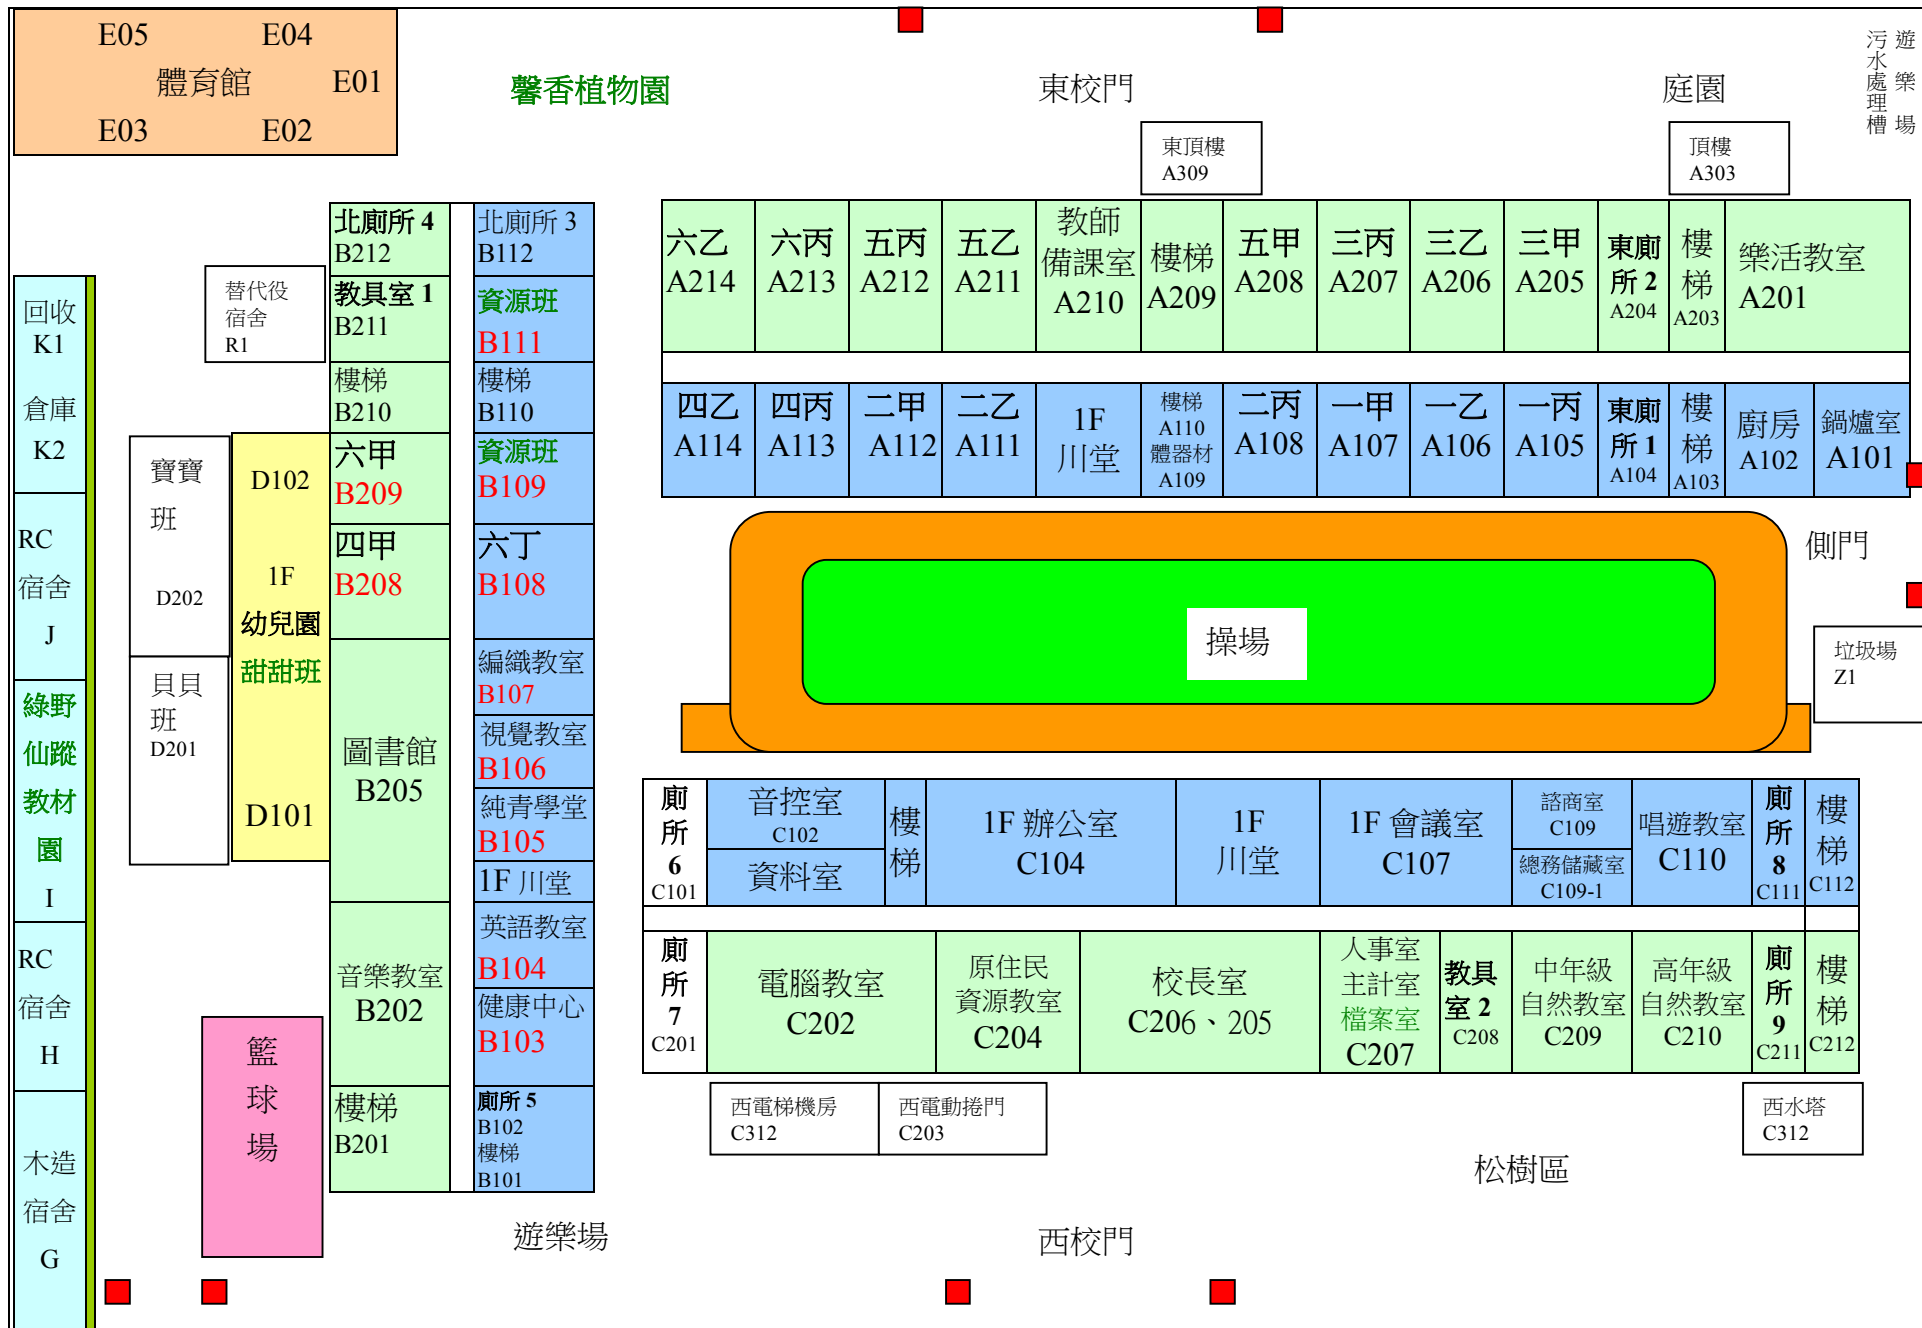 E05 E04
體育館 E01
E03 E02
馨香植物園
東校門
庭園
遊樂場
污水處理槽
東頂樓
A309
頂樓
A303
六乙
A214
六丙
A213
五丙
A212
五乙
A211
教師
備課室
A210
樓梯
A209
五甲
A208
三丙
A207
三乙
A206
三甲
A205
東廁
所 2
A204
樓
梯
A203
樂活教室
A201
四乙
A114
四丙
A113
二甲
A112
二乙
A111
1F
川堂
樓梯
A110
體器材
A109
二丙
A108
一甲
A107
一乙
A106
一丙
A105
東廁
所 1
A104
樓
梯
A103
廚房
A102
鍋爐室
A101
側門
操場
垃圾場
Z1
回收
K1
倉庫
K2
RC
宿舍
J
綠野
仙蹤
教材
園
I
RC
宿舍
H
木造
宿舍
G
替代役
宿舍
R1
寶寶
班
D202
貝貝
班
D201
D102
1F
幼兒園
甜甜班
D101
籃
球
場
北廁所 4
B212
教具室 1
B211
樓梯
B210
六甲
B209
四甲
B208
圖書館
B205
音樂教室
B202
樓梯
B201
北廁所 3
B112
資源班
B111
樓梯
B110
資源班
B109
六丁
B108
編織教室
B107
視覺教室
B106
純青學堂
B105
1F 川堂
英語教室
B104
健康中心
B103
廁所 5
B102
樓梯
B101
廁
所
6
C101
音控室
C102
資料室
樓
梯
1F 辦公室
C104
1F
川堂
1F 會議室
C107
諮商室
C109
總務儲藏室
C109-1
唱遊教室
C110
廁
所
8
C111
樓
梯
C112
廁
所
7
C201
電腦教室
C202
原住民
資源教室
C204
校長室
C206、205
人事室
主計室
檔案室
C207
教具
室 2
C208
中年級
自然教室
C209
高年級
自然教室
C210
廁
所
9
C211
樓
梯
C212
西電梯機房
C312
西電動捲門
C203
西水塔
C312
松樹區
遊樂場
西校門